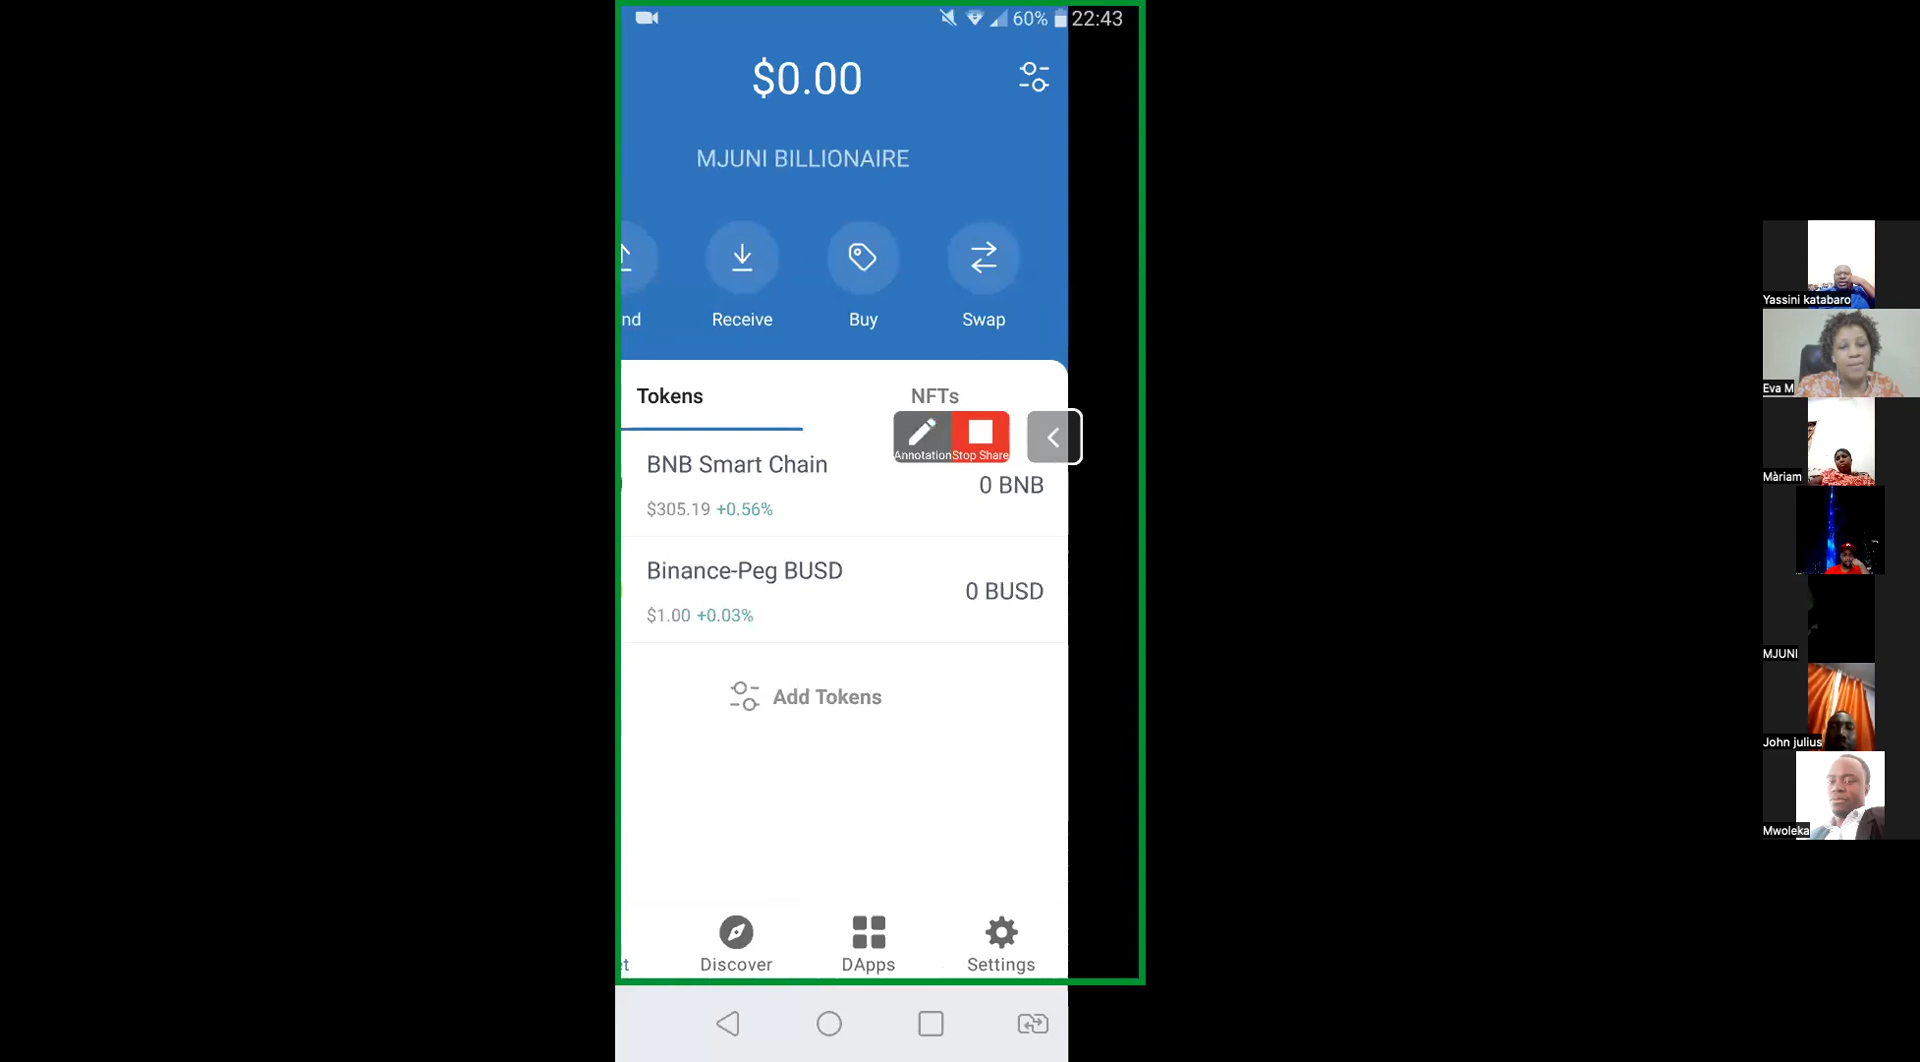 60% 22:43
$0.00
MJUNI BILLIONAIRE
nd
Receive
Buy
Swap
Tokens
NFTs
Annotation
Stop Share
BNB Smart Chain
0 BNB
$305.19 +0.56%
Binance-Peg BUSD
0 BUSD
$1.00 +0.03%
Add Tokens
et
Discover
DApps
Settings
Yassini katabaro
Eva M
Màriam
MJUNI
John julius
Mwoleka